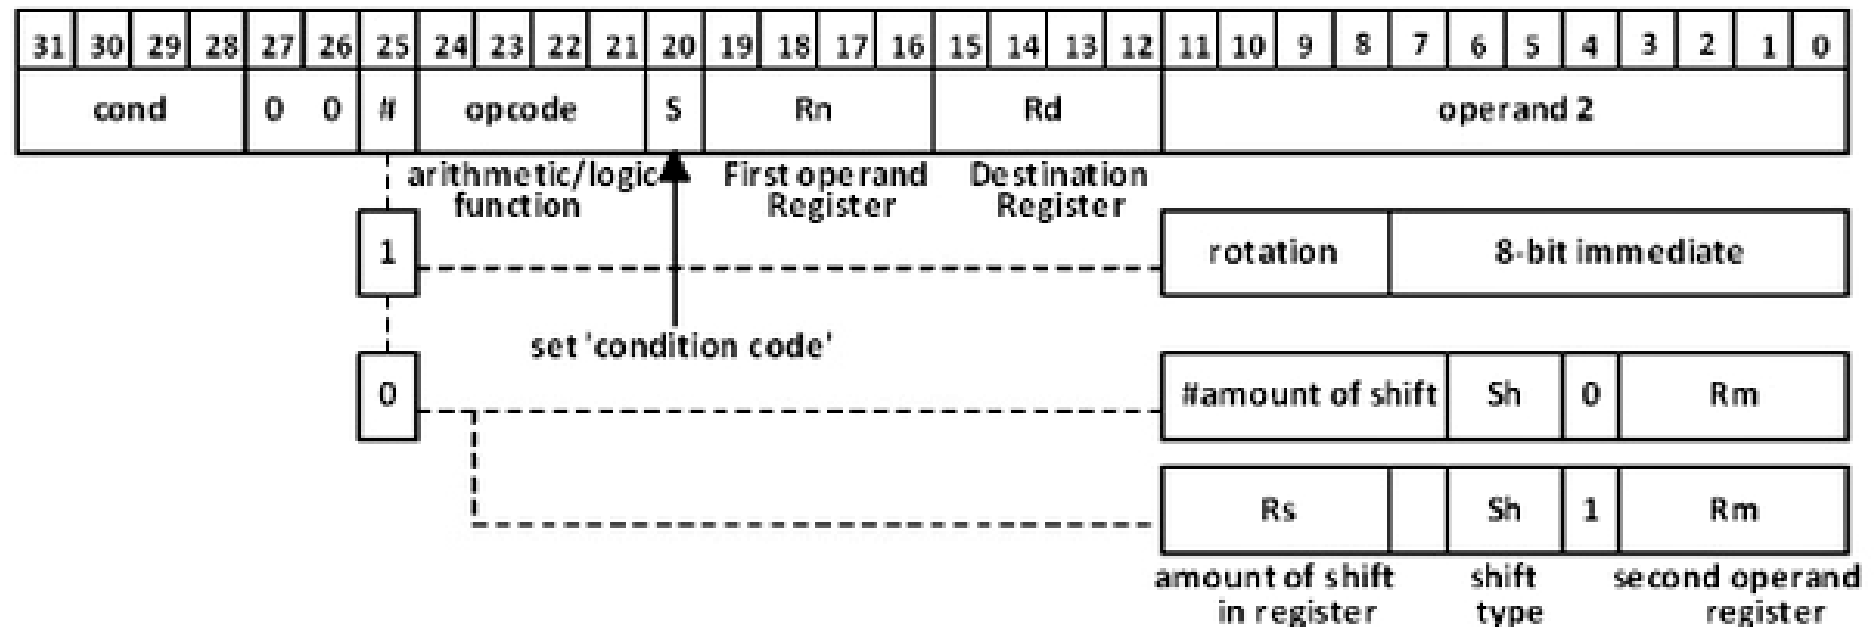 31 30 29 28 27 26 25 24 23 22 21 20 19 18 17 16 15 14 13 12 11 10 9 8 7 6 5 4 3 2 1 0
cond 0 0 # opcode S Rn Rd operand 2
arithmetic/logic First operand Destination
function Register Register
1 rotation 8-bit immediate
set 'condition code'
0 #amount of shift Sh 0 Rm
Rs Sh 1 Rm
amount of shift shift second operand
in register type register